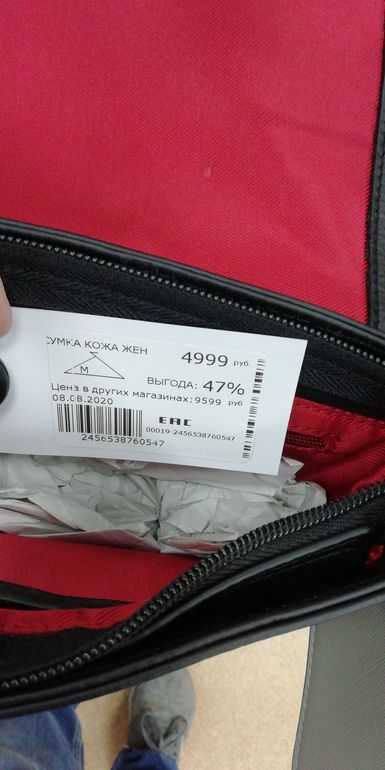 СУМКА КОЖА ЖЕН
4999 руб.
М
ВЫГОДА: 47%
Цена в других магазинах: 9599 руб
08.08.2020
EAC
00019-2456538760547
2456538760547